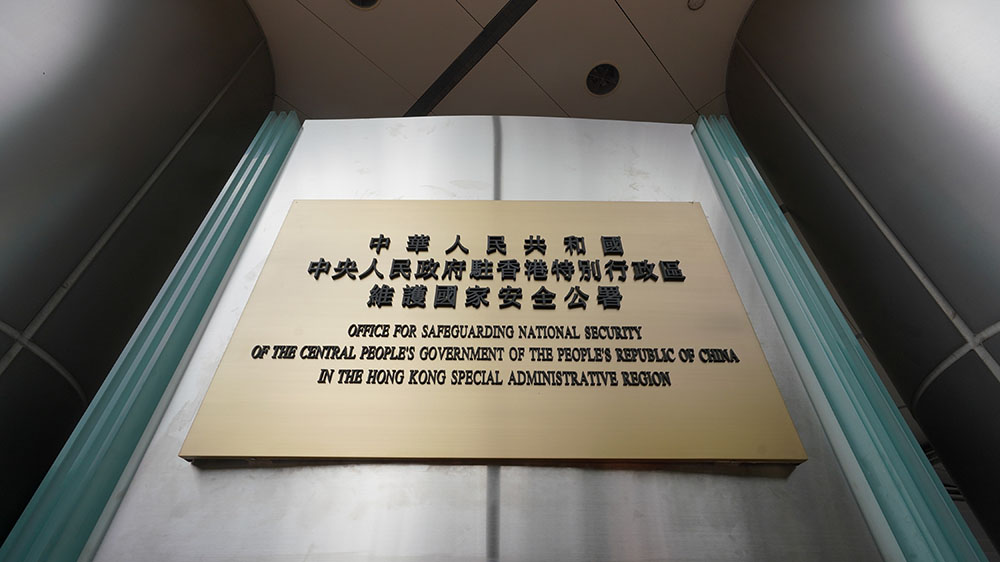 中華人民共和國
中央人民政府駐香港特別行政區
維護國家安全公署
OFFICE FOR SAFEGUARDING NATIONAL SECURITY
OF THE CENTRAL PEOPLE'S GOVERNMENT OF THE PEOPLE'S REPUBLIC OF CHINA
IN THE HONG KONG SPECIAL ADMINISTRATIVE REGION